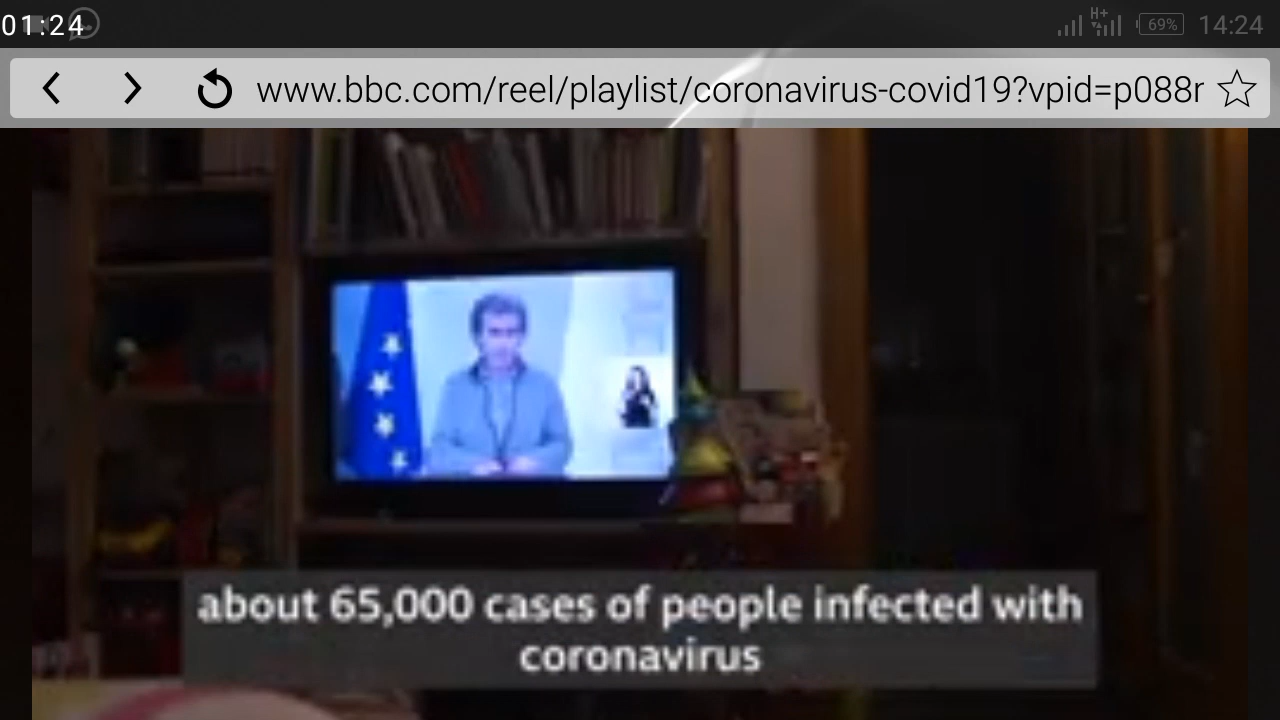 01:24 H+ 69% 14:24
www.bbc.com/reel/playlist/coronavirus-covid19?vpid=p088r
about 65,000 cases of people infected with
coronavirus